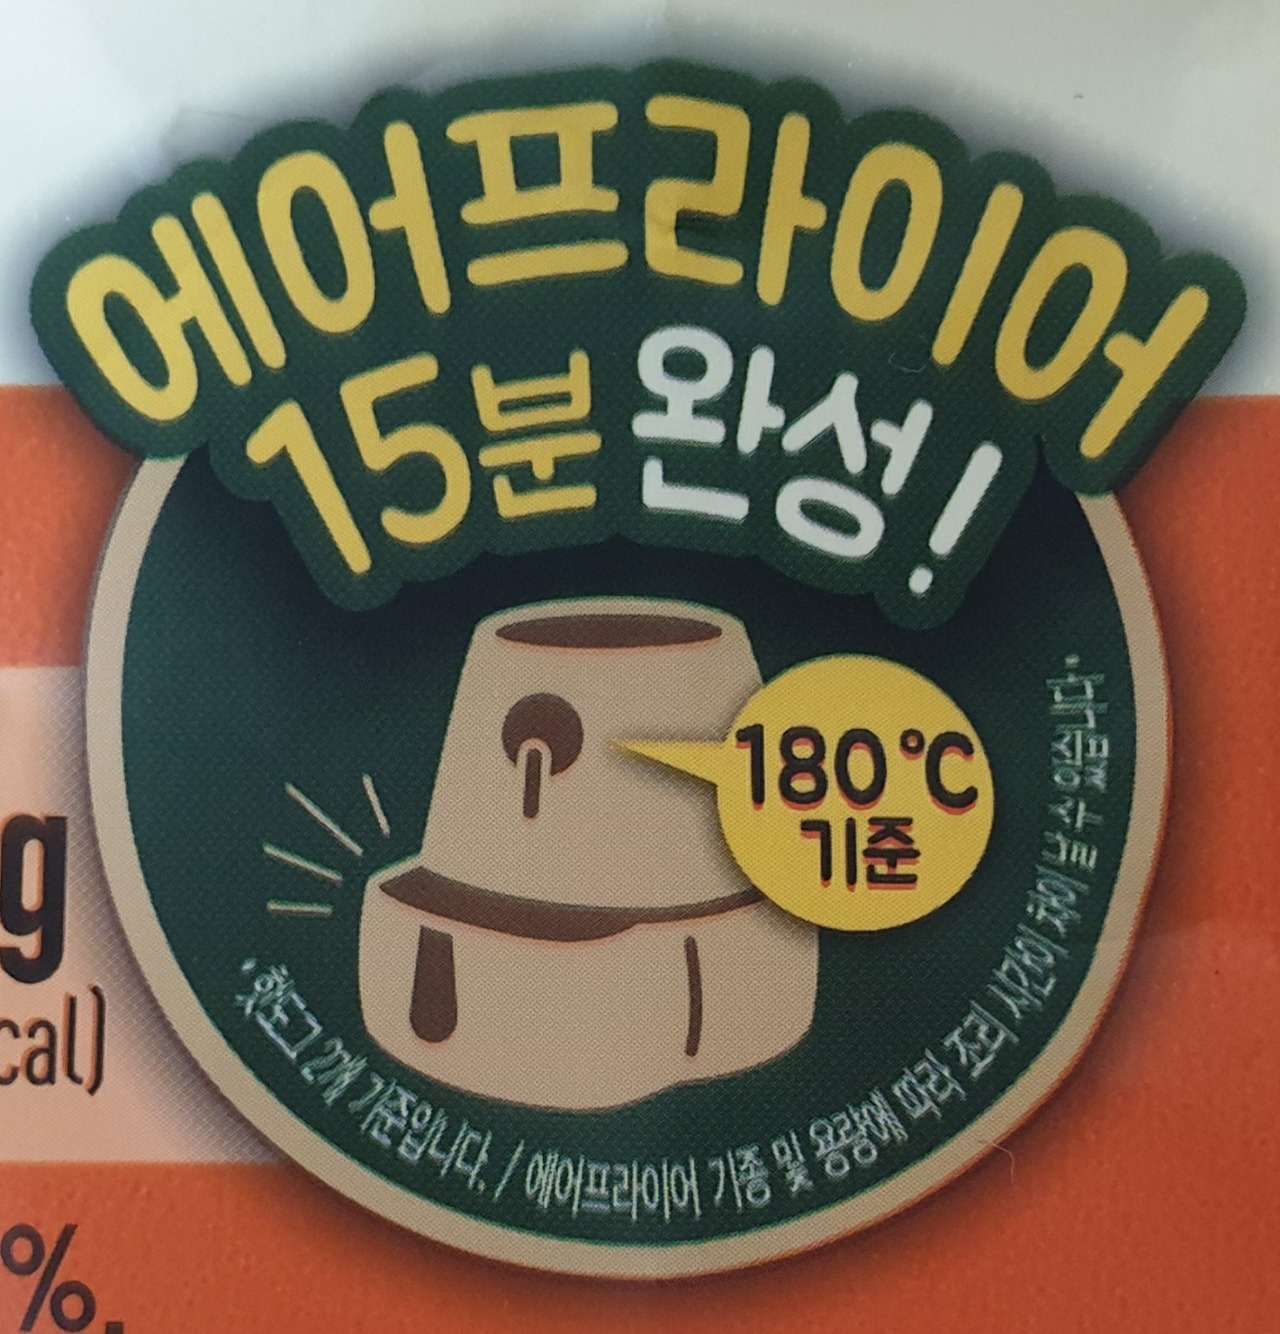 에어프라이어
15분 완성!
180℃
기준
g
cal)
%.
·핫도그 2개 기준입니다. / 에어프라이어 기종 및 용량에 따라 조리 시간이 차이 날 수 있습니다.